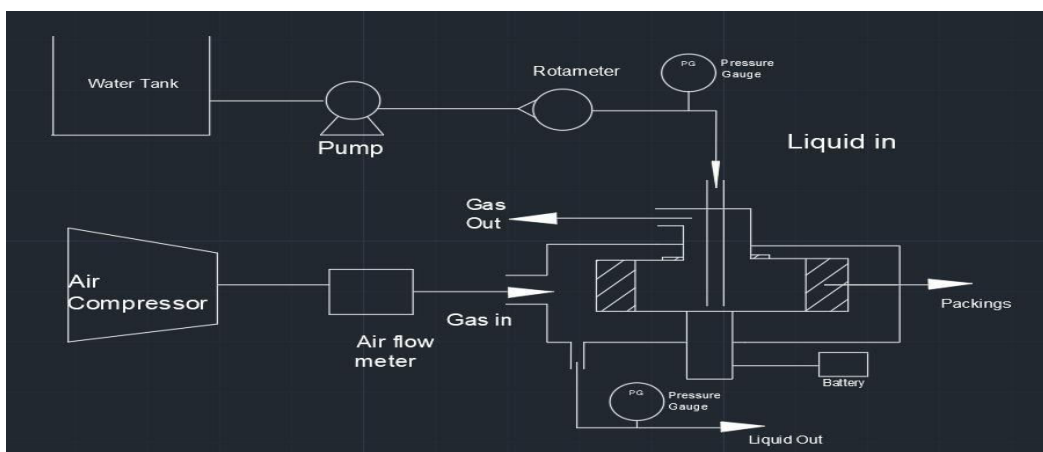 Water Tank
Pump
Rotameter
PG
Pressure
Gauge
Liquid in
Gas
Out
Air
Compressor
Air flow
meter
Gas in
Packings
Battery
PG
Pressure
Gauge
Liquid Out